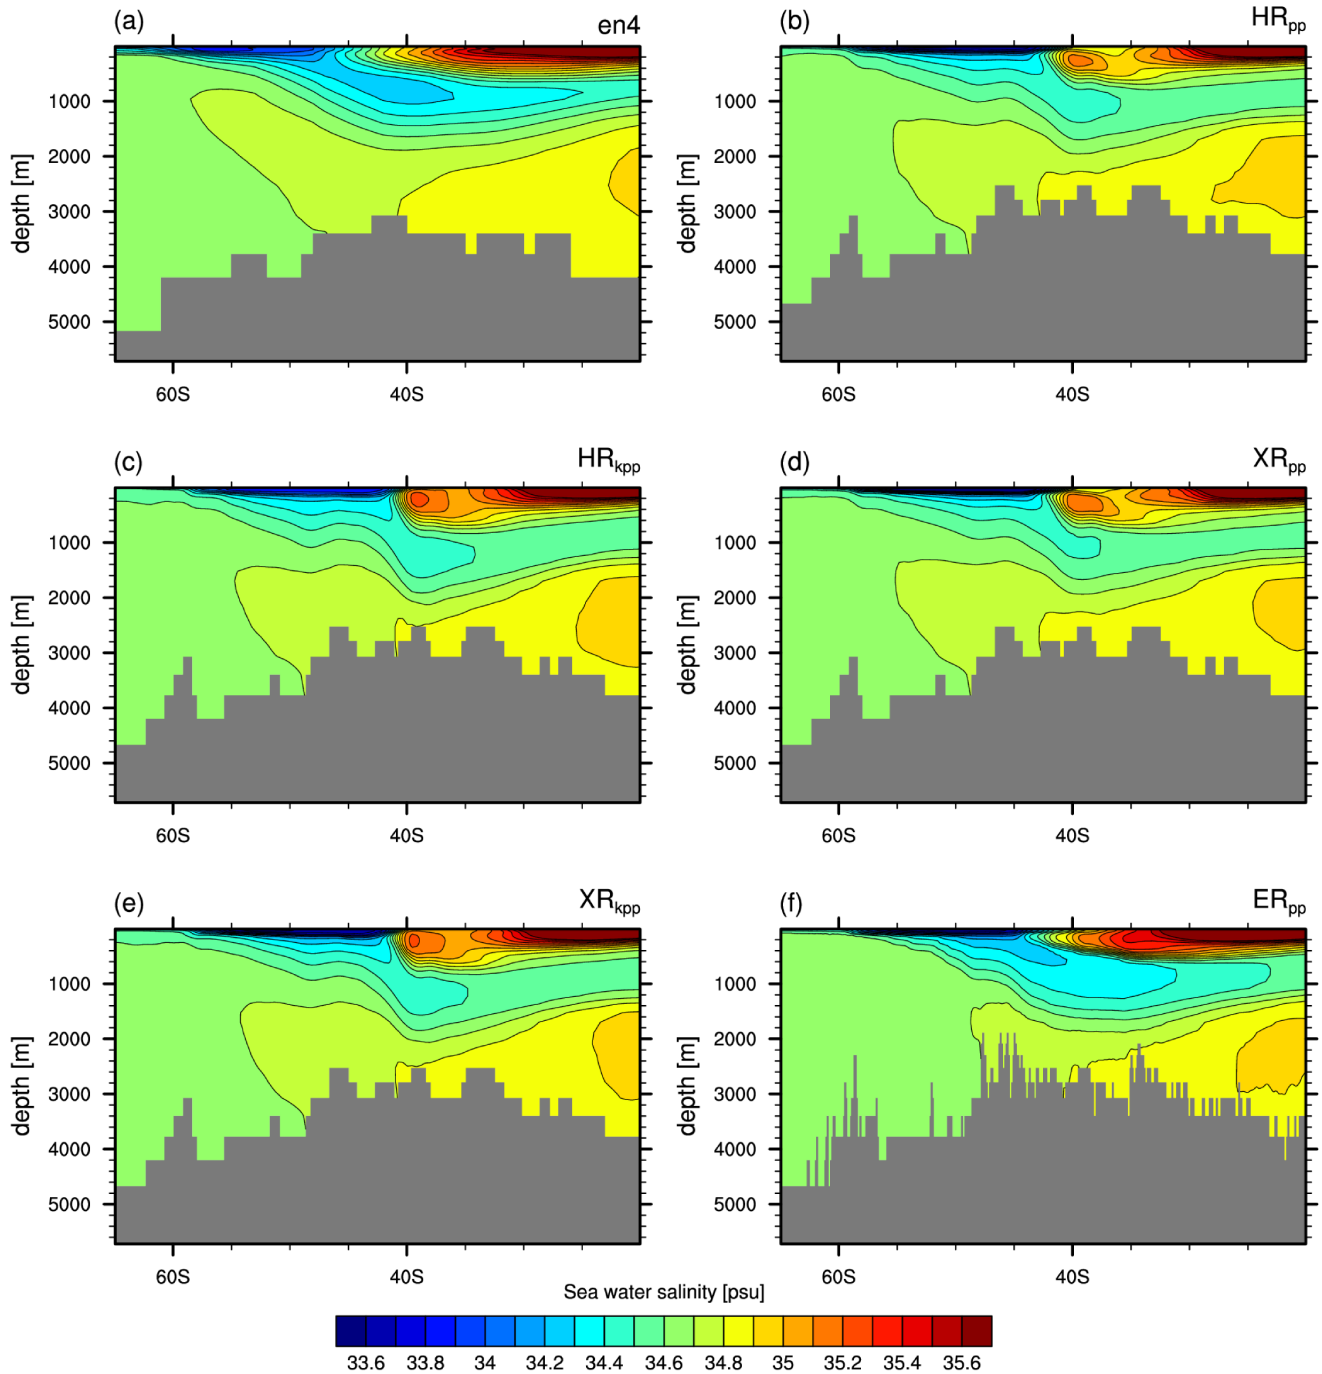 (a) en4
1000
2000
3000
4000
5000
depth [m]
60S 40S
(b) HRpp
1000
2000
3000
4000
5000
depth [m]
60S 40S
(c) HRkpp
1000
2000
3000
4000
5000
depth [m]
60S 40S
(d) XRpp
1000
2000
3000
4000
5000
depth [m]
60S 40S
(e) XRkpp
1000
2000
3000
4000
5000
depth [m]
60S 40S
(f) ERpp
1000
2000
3000
4000
5000
depth [m]
60S 40S
Sea water salinity [psu]
33.6 33.8 34 34.2 34.4 34.6 34.8 35 35.2 35.4 35.6